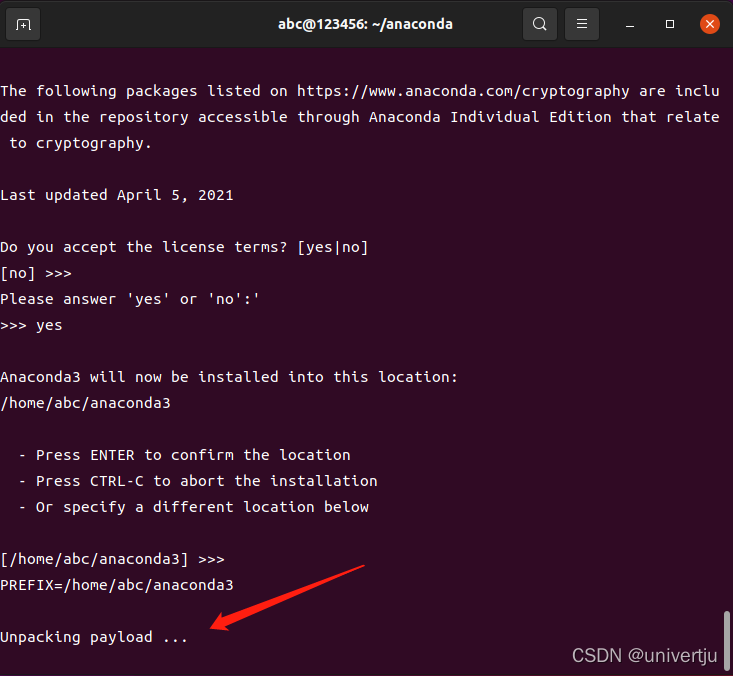 abc@123456: ~/anaconda
The following packages listed on https://www.anaconda.com/cryptography are inclu
ded in the repository accessible through Anaconda Individual Edition that relate
 to cryptography.
Last updated April 5, 2021
Do you accept the license terms? [yes|no]
[no] >>>
Please answer 'yes' or 'no':'
>>> yes
Anaconda3 will now be installed into this location:
/home/abc/anaconda3
  - Press ENTER to confirm the location
  - Press CTRL-C to abort the installation
  - Or specify a different location below
[/home/abc/anaconda3] >>>
PREFIX=/home/abc/anaconda3
Unpacking payload ...
CSDN @univertju